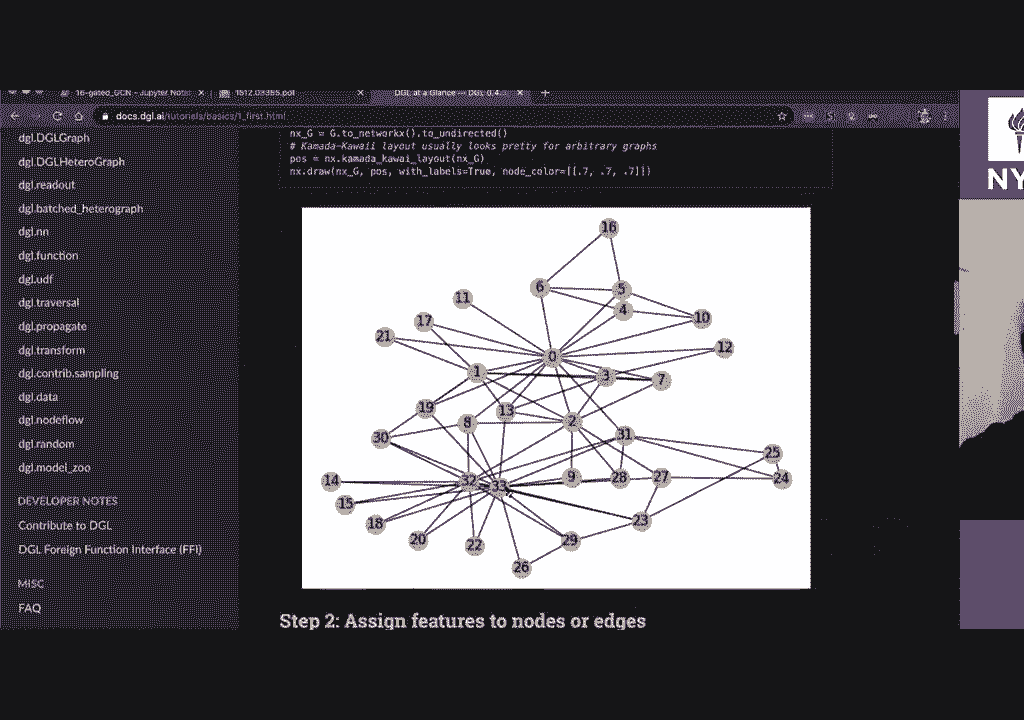 16-gated_GCN - Jupyter Note
1512.03385.pdf
DGL at a Glance — DGL 0.4.
docs.dgl.ai/tutorials/basics/1_first.html
NY
dgl.DGLGraph
dgl.DGLHeteroGraph
dgl.readout
dgl.batched_heterograph
dgl.nn
dgl.function
dgl.udf
dgl.traversal
dgl.propagate
dgl.transform
dgl.contrib.sampling
dgl.data
dgl.nodeflow
dgl.random
dgl.model_zoo
DEVELOPER NOTES
Contribute to DGL
DGL Foreign Function Interface (FFI)
MISC
FAQ
nx_G = G.to_networkx().to_undirected()
# Kamada-Kawaii layout usually looks pretty for arbitrary graphs
pos = nx.kamada_kawai_layout(nx_G)
nx.draw(nx_G, pos, with_labels=True, node_color=[[.7, .7, .7]])
16
6
5
11
4
17
10
21
12
0
1
3
7
19
13
8
2
30
31
25
14
32
33
9
28
27
24
15
18
23
20
22
29
26
Step 2: Assign features to nodes or edges